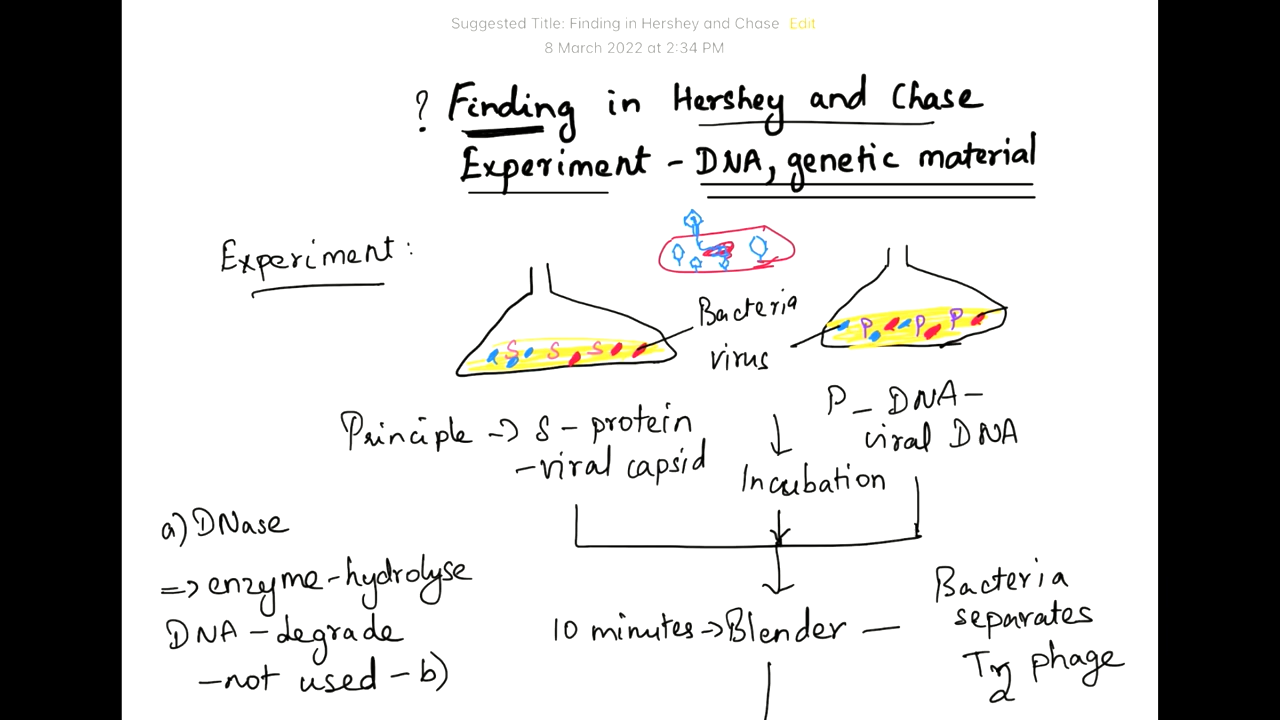 Suggested Title: Finding in Hershey and Chase Edit
8 March 2022 at 2:34 PM
? Finding in Hershey and Chase
Experiment - DNA, genetic material
Experiment:
Bacteria
virus
S S S
P P P
Principle → S - protein
- viral capsid
P - DNA -
viral DNA
Incubation
a) DNase
⇒ enzyme - hydrolyse
DNA - degrade
- not used - b)
10 minutes → Blender —
Bacteria
separates
T2 phage